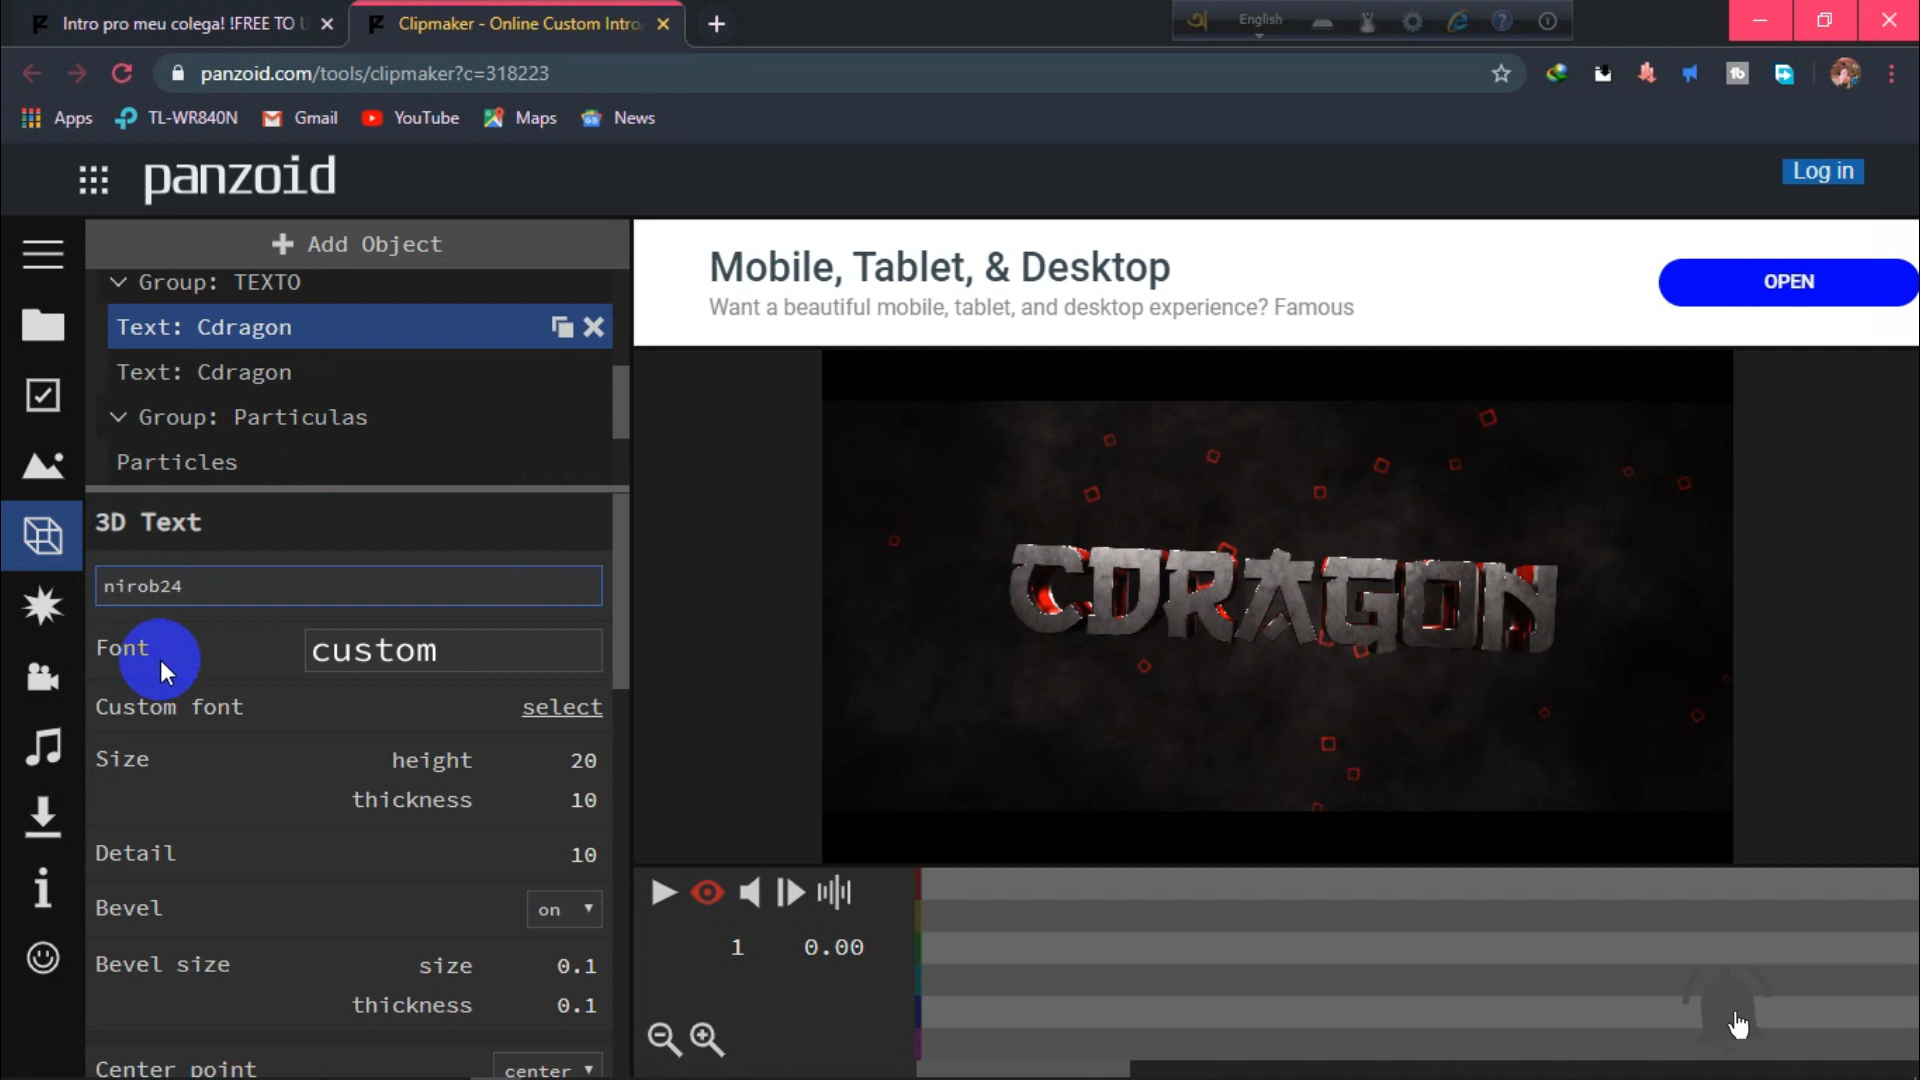 Intro pro meu colega! !FREE TO U
Clipmaker - Online Custom Intro,
English
panzoid.com/tools/clipmaker?c=318223
Apps
TL-WR840N
Gmail
YouTube
Maps
News
panzoid
Log in
Add Object
Group: TEXTO
Text: Cdragon
Text: Cdragon
Group: Particulas
Particles
3D Text
nirob24
Font custom
Custom font select
Size height 20
thickness 10
Detail 10
Bevel on
Bevel size size 0.1
thickness 0.1
Center point center
Mobile, Tablet, & Desktop
Want a beautiful mobile, tablet, and desktop experience? Famous
OPEN
CDRAGON
1 0.00